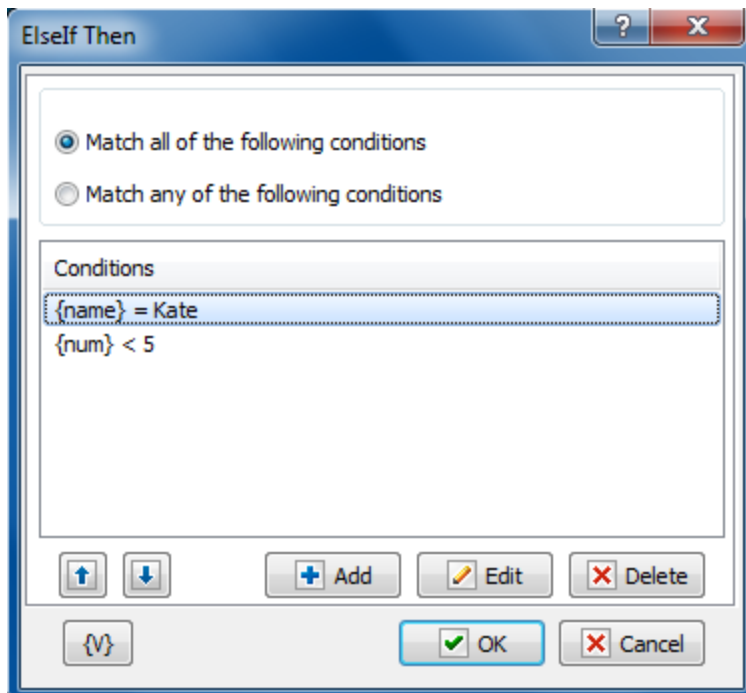 ElseIf Then
?
Match all of the following conditions
Match any of the following conditions
Conditions
{name} = Kate
{num} < 5
Add Edit Delete
{V} OK Cancel